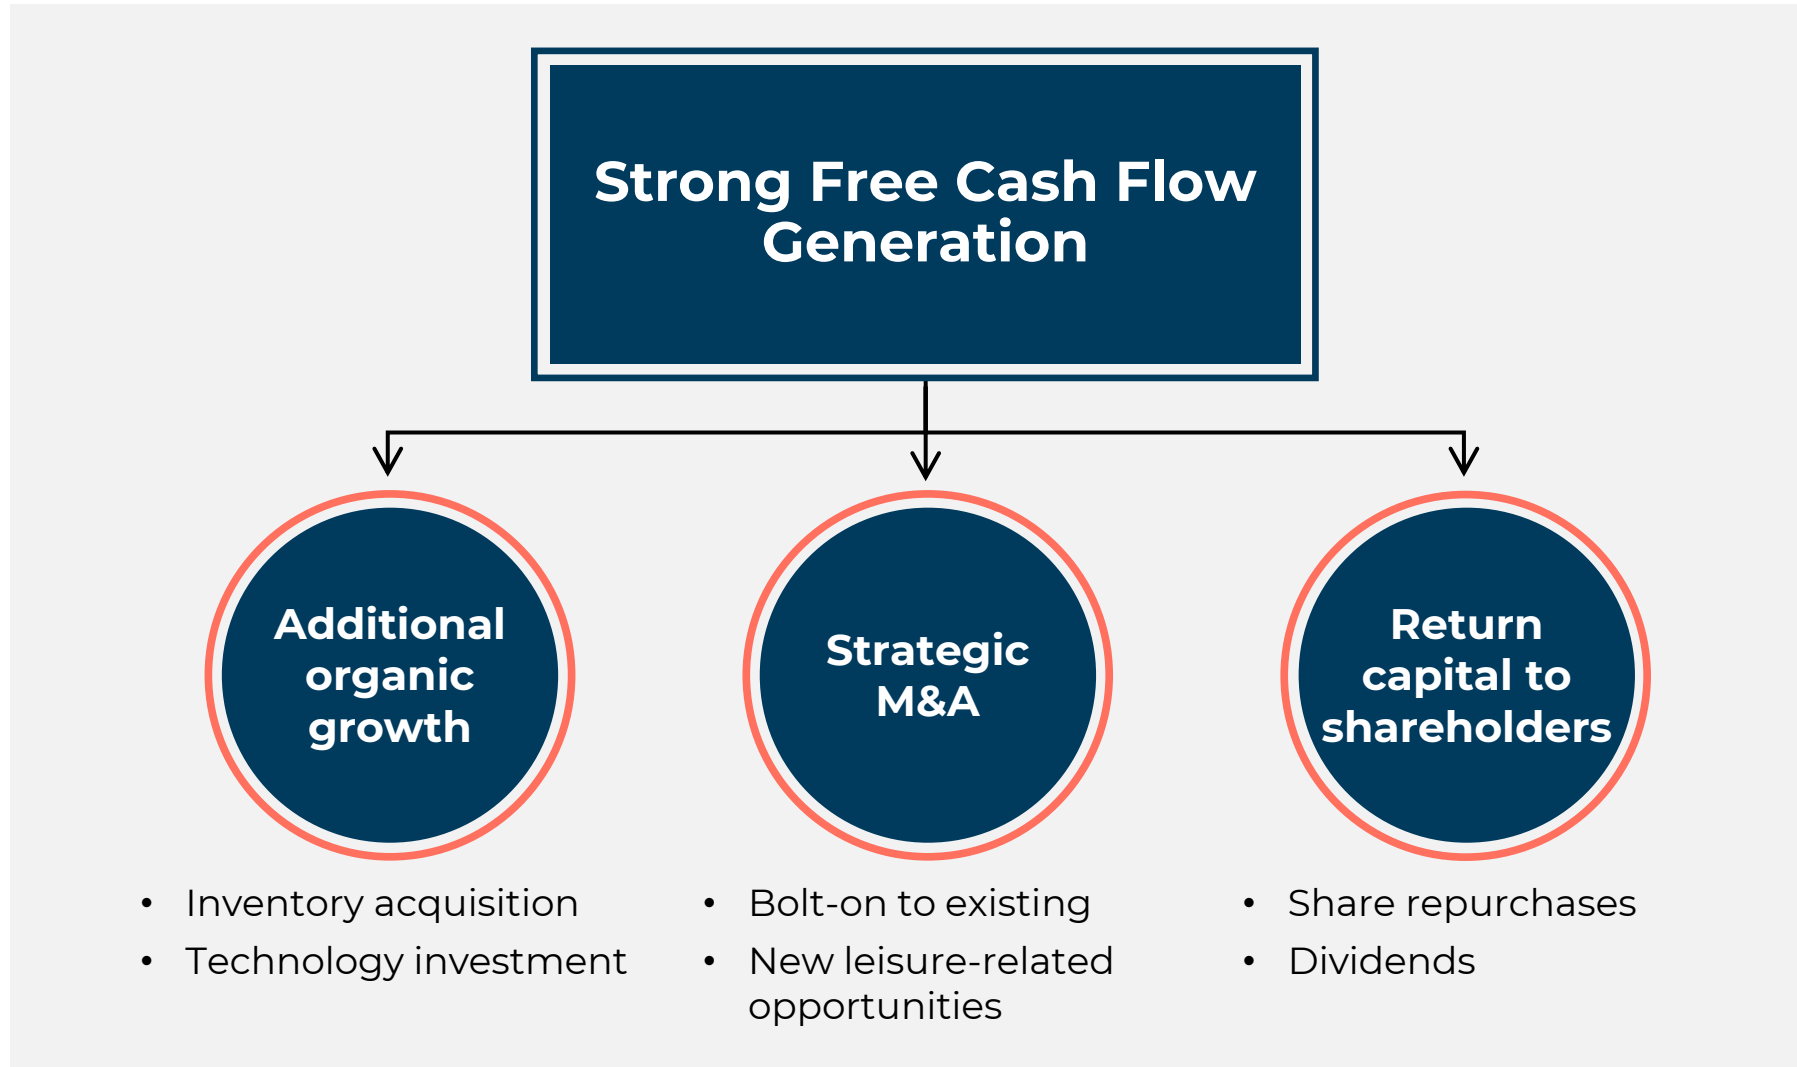 Strong Free Cash Flow
Generation
Additional
organic
growth
• Inventory acquisition
• Technology investment
Strategic
M&A
• Bolt-on to existing
• New leisure-related
opportunities
Return
capital to
shareholders
• Share repurchases
• Dividends